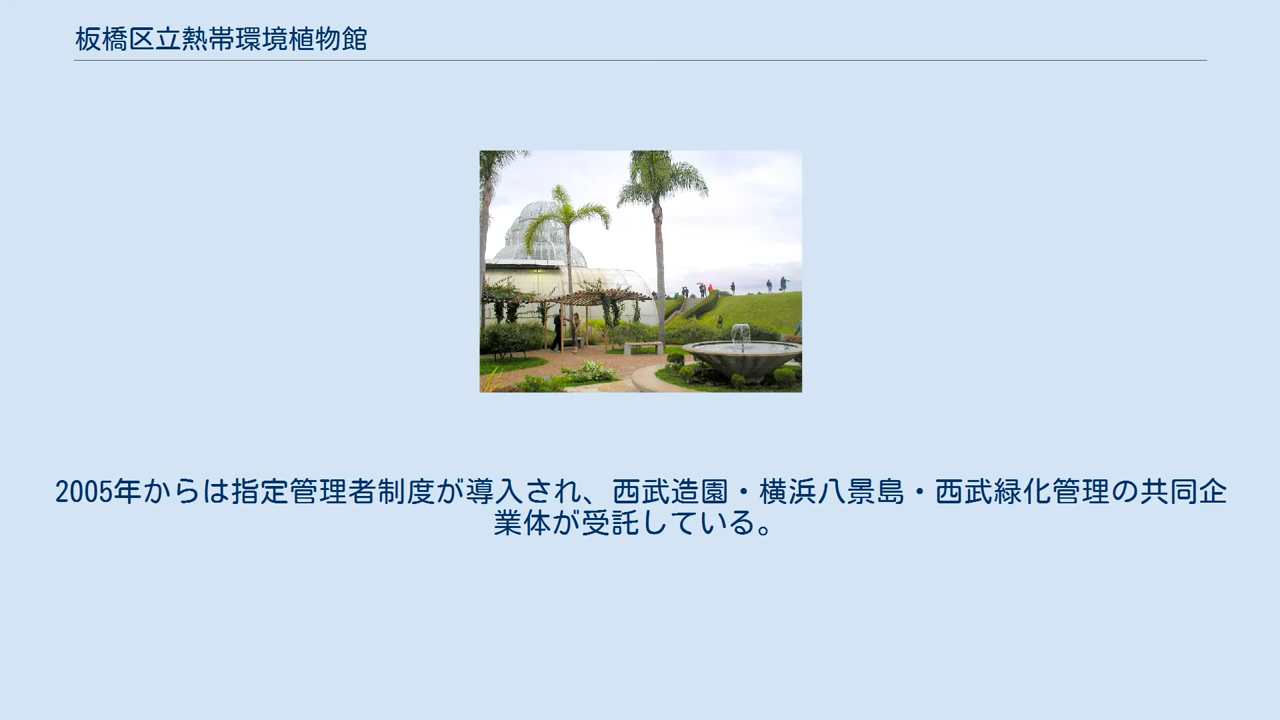 板橋区立熱帯環境植物館
2005年からは指定管理者制度が導入され、西武造園・横浜八景島・西武緑化管理の共同企
業体が受託している。